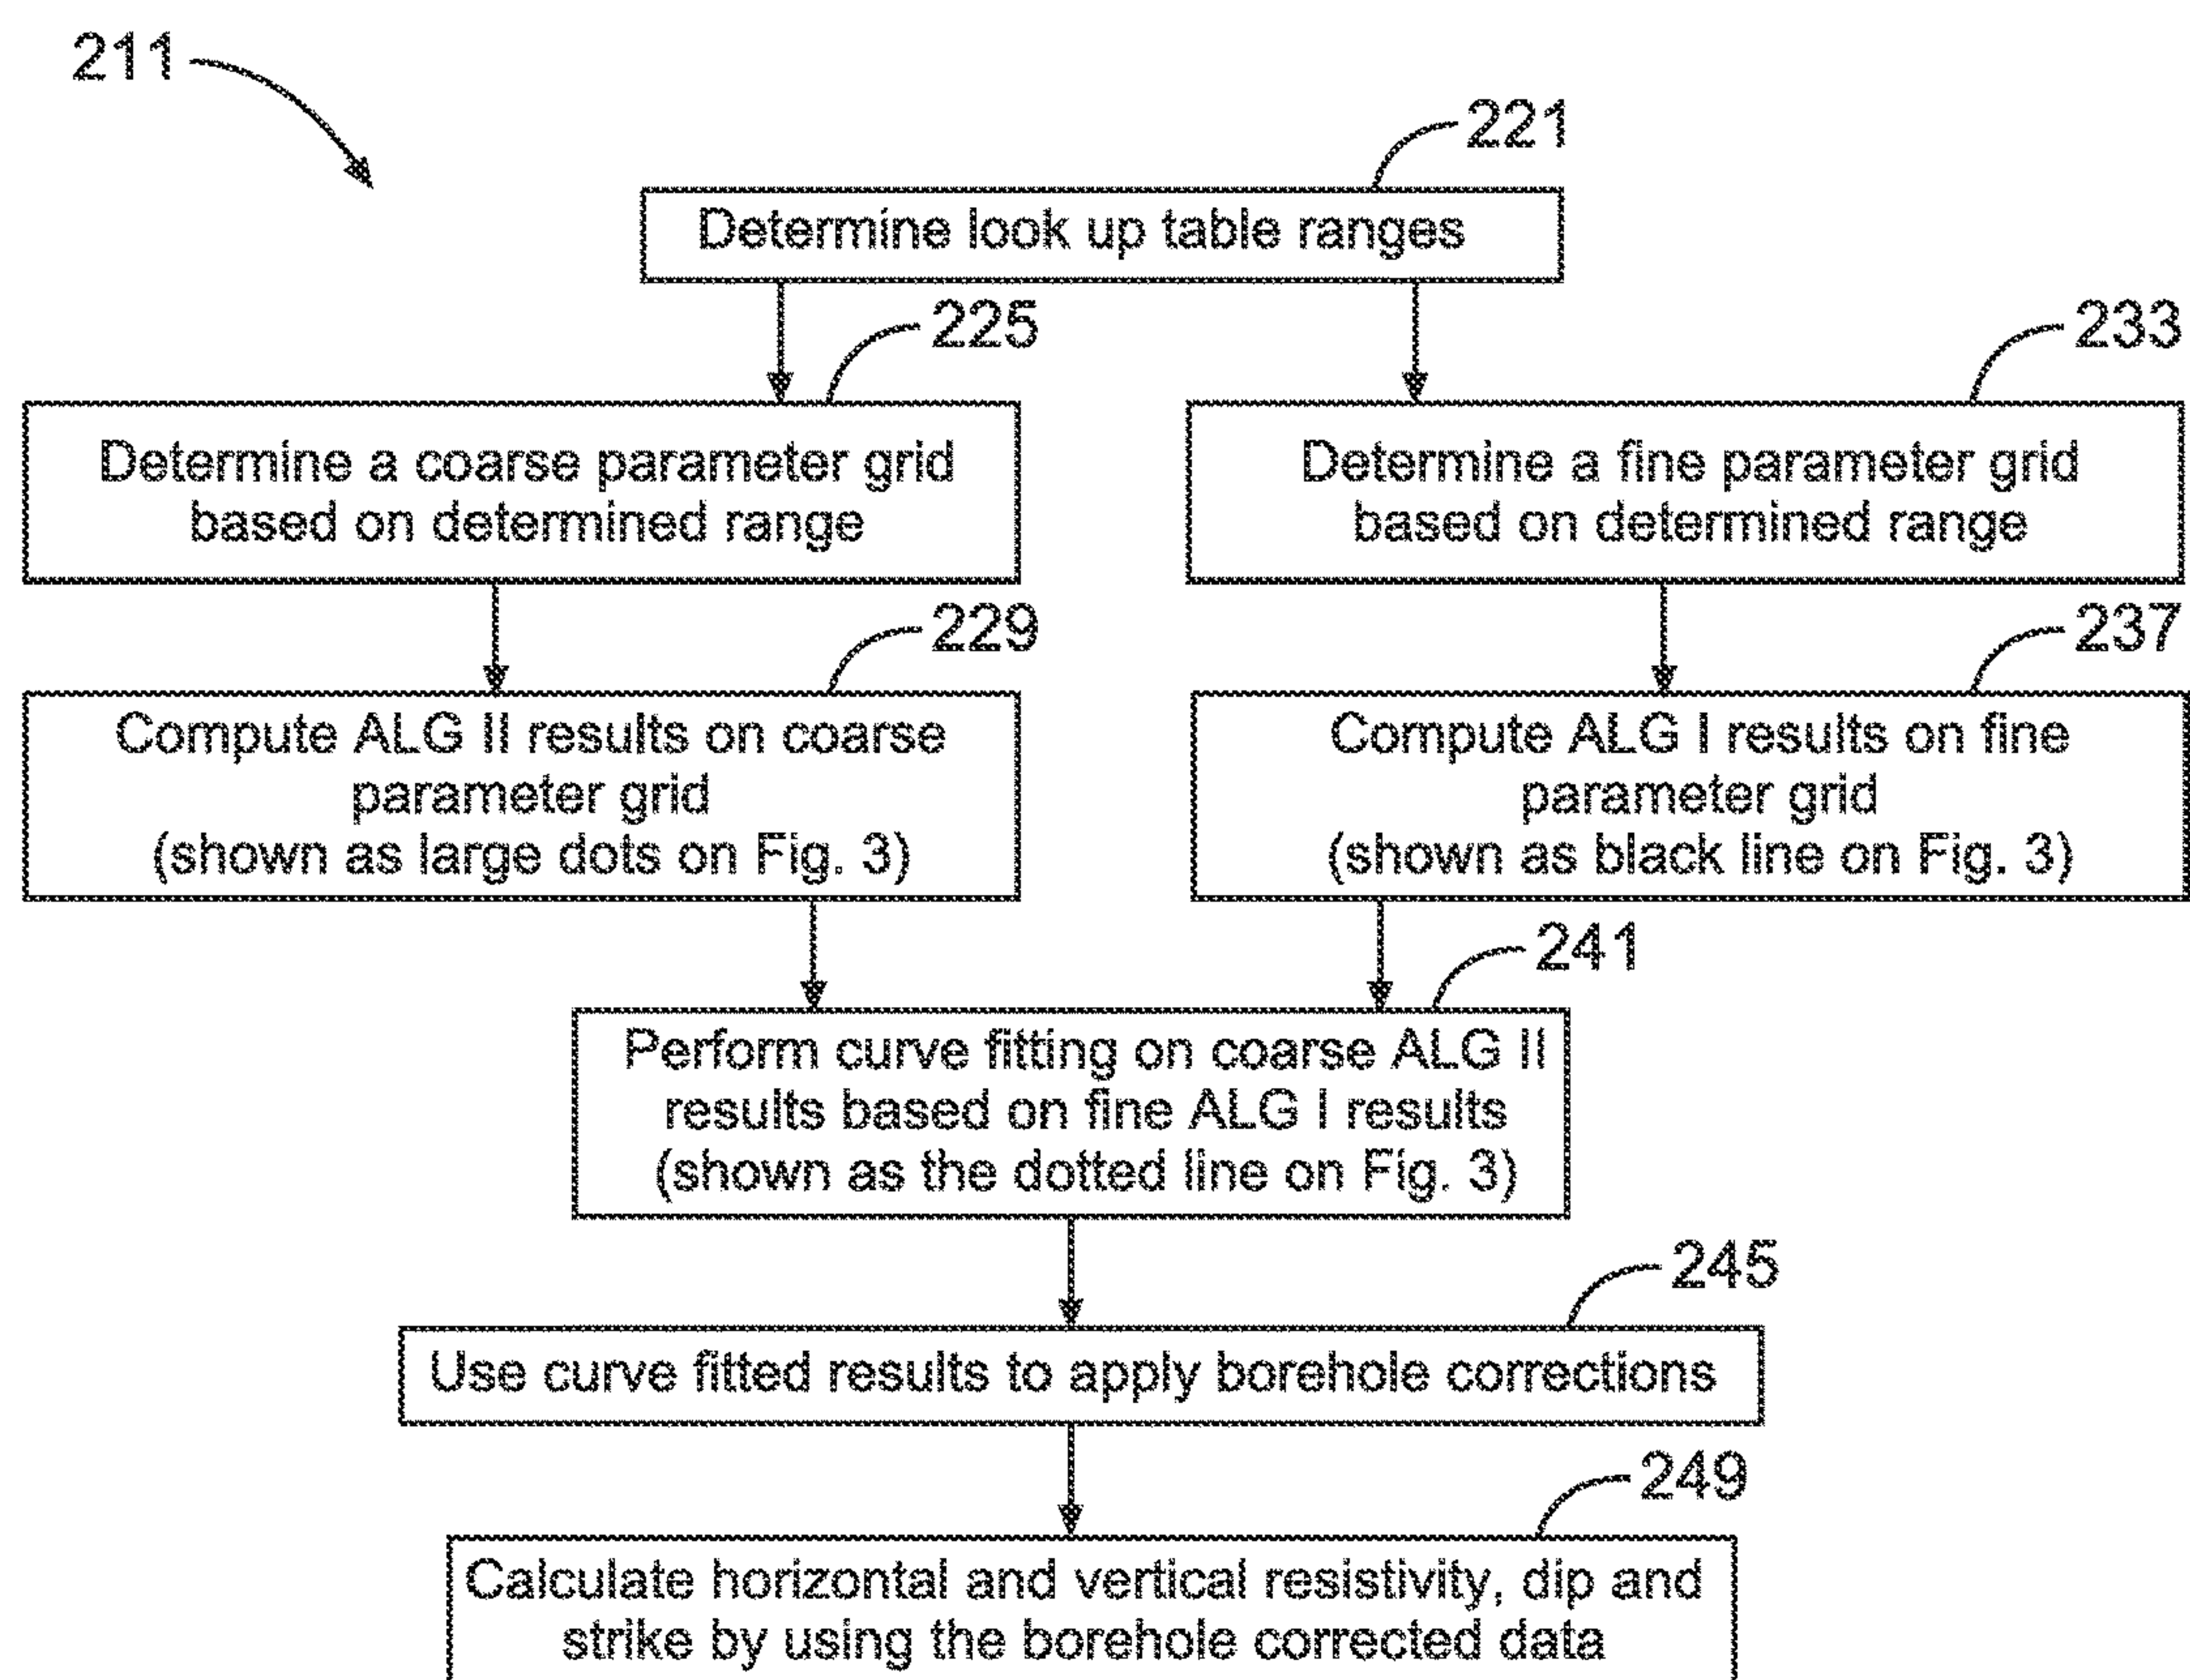 211
221
Determine look up table ranges
225
233
Determine a coarse parameter grid
based on determined range
Determine a fine parameter grid
based on determined range
229
237
Compute ALG II results on coarse
parameter grid
(shown as large dots on Fig. 3)
Compute ALG I results on fine
parameter grid
(shown as black line on Fig. 3)
241
Perform curve fitting on coarse ALG II
results based on fine ALG I results
(shown as the dotted line on Fig. 3)
245
Use curve fitted results to apply borehole corrections
249
Calculate horizontal and vertical resistivity, dip and
strike by using the borehole corrected data